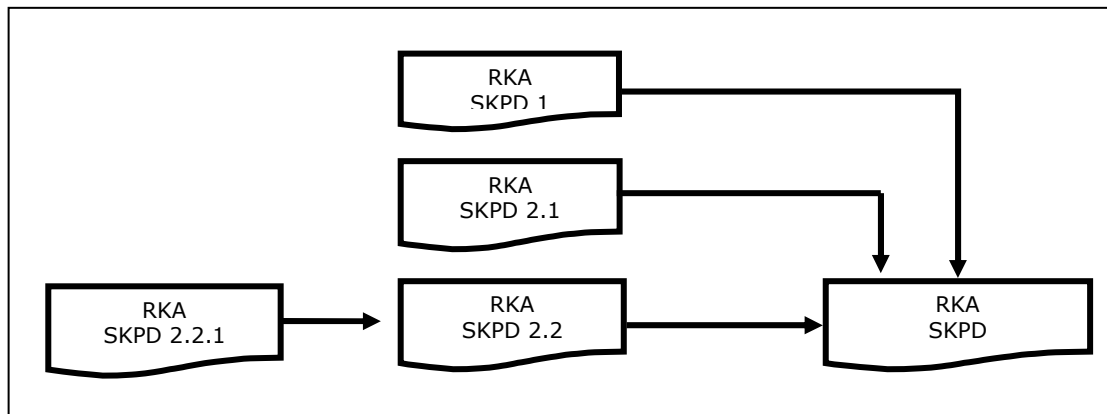 RKA
SKPD 1
RKA
SKPD 2.1
RKA
SKPD 2.2.1
RKA
SKPD 2.2
RKA
SKPD